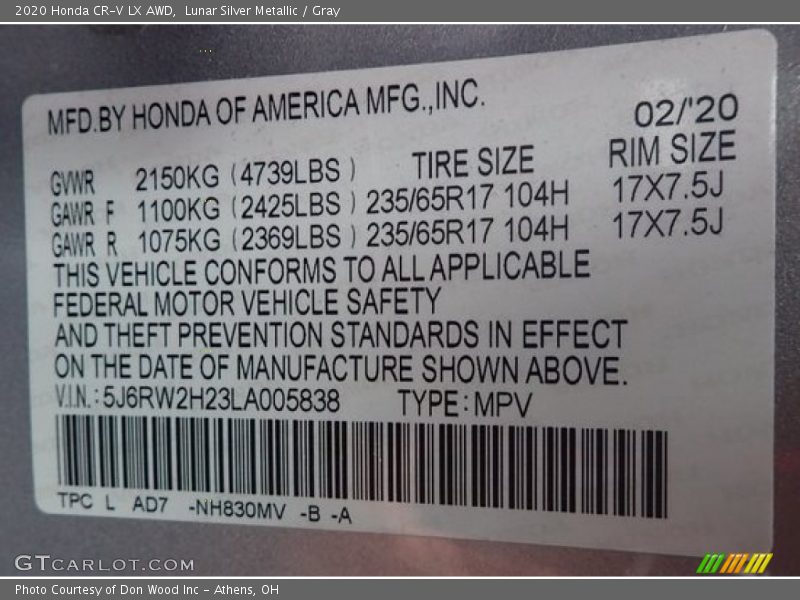 2020 Honda CR-V LX AWD,  Lunar Silver Metallic / Gray
MFD.BY HONDA OF AMERICA MFG.,INC.
02/'20
GVWR 2150KG (4739LBS) TIRE SIZE RIM SIZE
GAWR F 1100KG (2425LBS) 235/65R17 104H 17X7.5J
GAWR R 1075KG (2369LBS) 235/65R17 104H 17X7.5J
THIS VEHICLE CONFORMS TO ALL APPLICABLE
FEDERAL MOTOR VEHICLE SAFETY
AND THEFT PREVENTION STANDARDS IN EFFECT
ON THE DATE OF MANUFACTURE SHOWN ABOVE.
V.I.N.: 5J6RW2H23LA005838 TYPE: MPV
TPC L AD7 -NH830MV -B -A
GTCARLOT.COM
Photo Courtesy of Don Wood Inc - Athens, OH